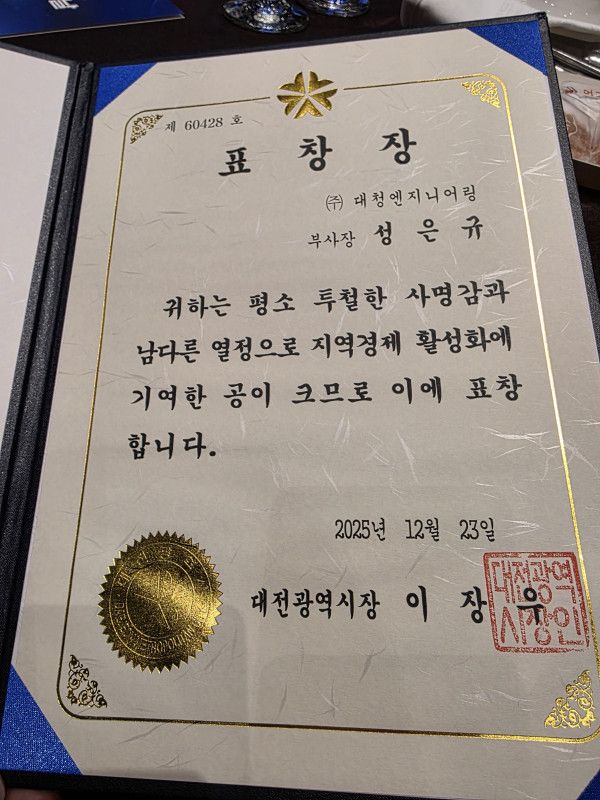 제 60428 호
표 창 장
㈜ 대청엔지니어링
부사장 성 은 규
귀하는 평소 투철한 사명감과
남다른 열정으로 지역경제 활성화에
기여한 공이 크므로 이에 표창
합니다.
2025년 12월 23일
대전광역시장 이 장 우
대전광역
시장인